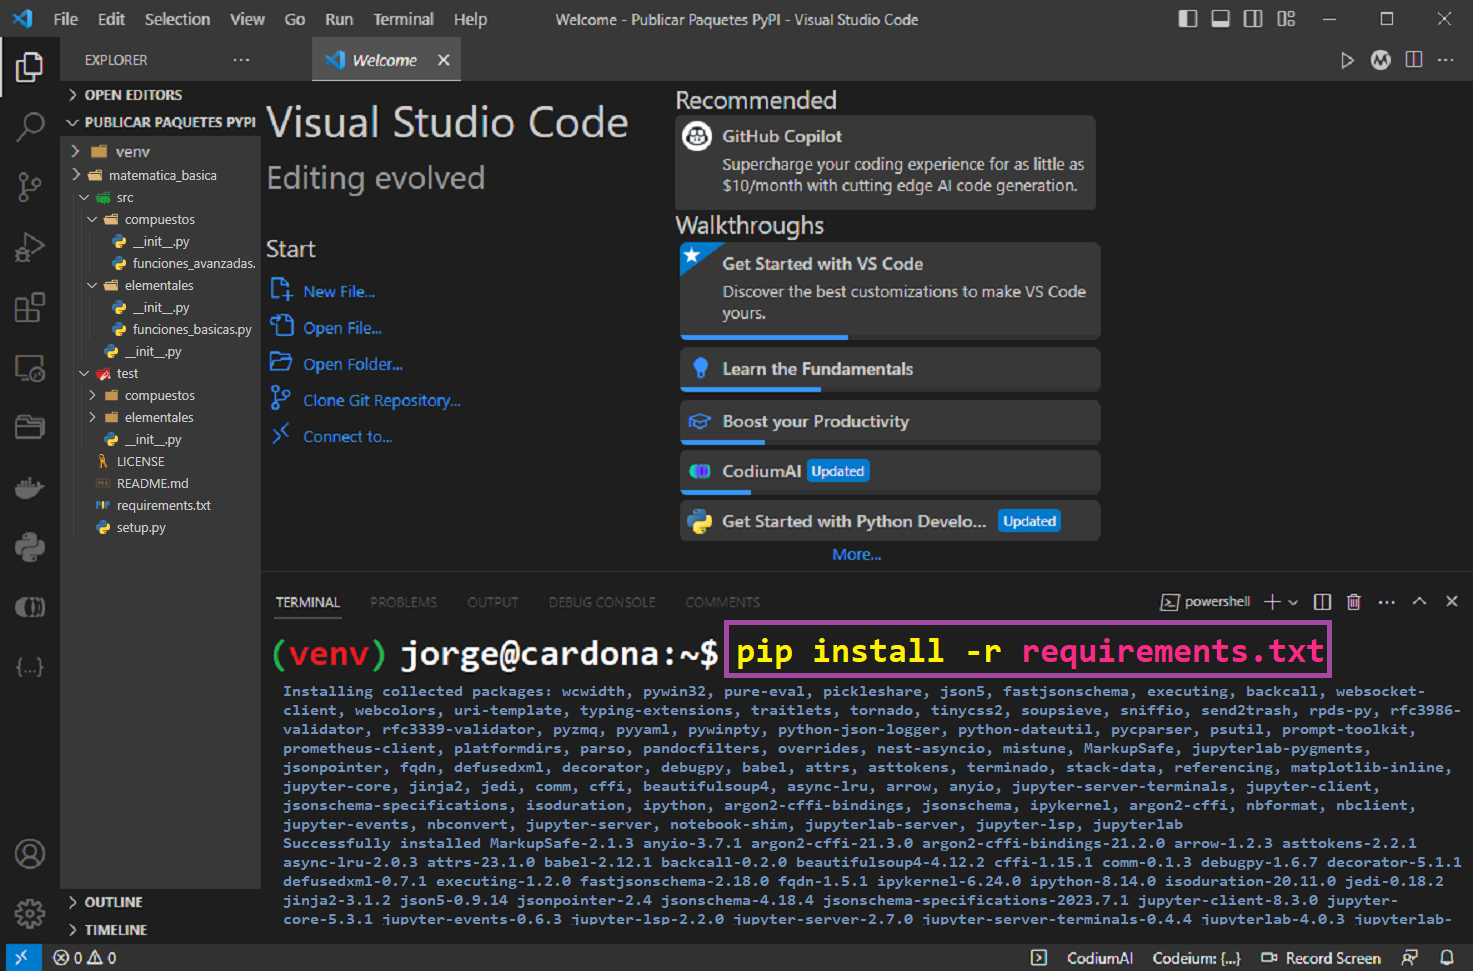 File Edit Selection View Go Run Terminal Help
Welcome - Publicar Paquetes PyPI - Visual Studio Code
EXPLORER ···
Welcome
OPEN EDITORS
PUBLICAR PAQUETES PYPI
venv
matematica_basica
src
compuestos
__init__.py
funciones_avanzadas.
elementales
__init__.py
funciones_basicas.py
__init__.py
test
compuestos
elementales
__init__.py
LICENSE
README.md
requirements.txt
setup.py
OUTLINE
TIMELINE
Visual Studio Code
Editing evolved
Start
New File...
Open File...
Open Folder...
Clone Git Repository...
Connect to...
Recommended
GitHub Copilot
Supercharge your coding experience for as little as
$10/month with cutting edge AI code generation.
Walkthroughs
Get Started with VS Code
Discover the best customizations to make VS Code
yours.
Learn the Fundamentals
Boost your Productivity
CodiumAI Updated
Get Started with Python Develo... Updated
More...
TERMINAL PROBLEMS OUTPUT DEBUG CONSOLE COMMENTS
powershell
(venv) jorge@cardona:~$ pip install -r requirements.txt
Installing collected packages: wcwidth, pywin32, pure-eval, pickleshare, json5, fastjsonschema, executing, backcall, websocket-
client, webcolors, uri-template, typing-extensions, traitlets, tornado, tinycss2, soupsieve, sniffio, send2trash, rpds-py, rfc3986-
validator, rfc3339-validator, pyzmq, pyyaml, pywinpty, python-json-logger, python-dateutil, pycparser, psutil, prompt-toolkit,
prometheus-client, platformdirs, parso, pandocfilters, overrides, nest-asyncio, mistune, MarkupSafe, jupyterlab-pygments,
jsonpointer, fqdn, defusedxml, decorator, debugpy, babel, attrs, asttokens, terminado, stack-data, referencing, matplotlib-inline,
jupyter-core, jinja2, jedi, comm, cffi, beautifulsoup4, async-lru, arrow, anyio, jupyter-server-terminals, jupyter-client,
jsonschema-specifications, isoduration, ipython, argon2-cffi-bindings, jsonschema, ipykernel, argon2-cffi, nbformat, nbclient,
jupyter-events, nbconvert, jupyter-server, notebook-shim, jupyterlab-server, jupyter-lsp, jupyterlab
Successfully installed MarkupSafe-2.1.3 anyio-3.7.1 argon2-cffi-21.3.0 argon2-cffi-bindings-21.2.0 arrow-1.2.3 asttokens-2.2.1
async-lru-2.0.3 attrs-23.1.0 babel-2.12.1 backcall-0.2.0 beautifulsoup4-4.12.2 cffi-1.15.1 comm-0.1.3 debugpy-1.6.7 decorator-5.1.1
defusedxml-0.7.1 executing-1.2.0 fastjsonschema-2.18.0 fqdn-1.5.1 ipykernel-6.24.0 ipython-8.14.0 isoduration-20.11.0 jedi-0.18.2
jinja2-3.1.2 json5-0.9.14 jsonpointer-2.4 jsonschema-4.18.4 jsonschema-specifications-2023.7.1 jupyter-client-8.3.0 jupyter-
core-5.3.1 jupyter-events-0.6.3 jupyter-lsp-2.2.0 jupyter-server-2.7.0 jupyter-server-terminals-0.4.4 jupyterlab-4.0.3 jupyterlab-
0 0
CodiumAI Codeium: {...} Record Screen